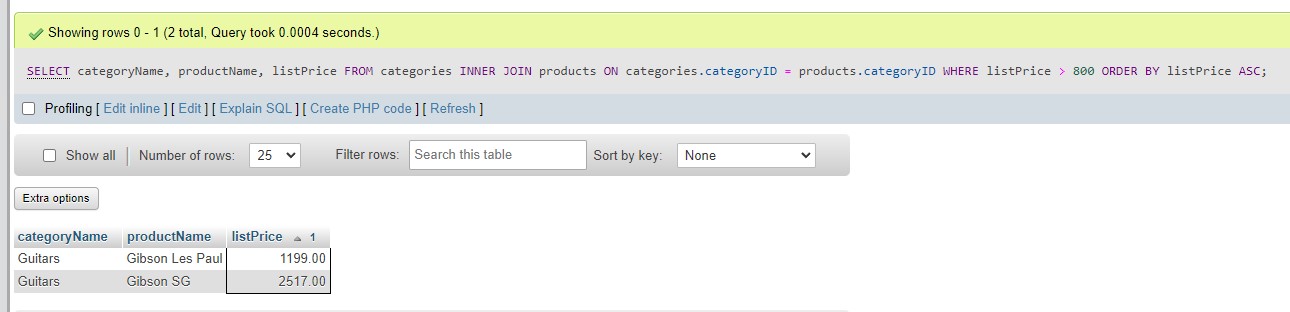 Showing rows 0 - 1 (2 total, Query took 0.0004 seconds.)
SELECT categoryName, productName, listPrice FROM categories INNER JOIN products ON categories.categoryID = products.categoryID WHERE listPrice > 800 ORDER BY listPrice ASC;
Profiling [ Edit inline ] [ Edit ] [ Explain SQL ] [ Create PHP code ] [ Refresh ]
Show all Number of rows: 25 Filter rows: Search this table Sort by key: None
Extra options
categoryName productName listPrice 1
Guitars Gibson Les Paul 1199.00
Guitars Gibson SG 2517.00